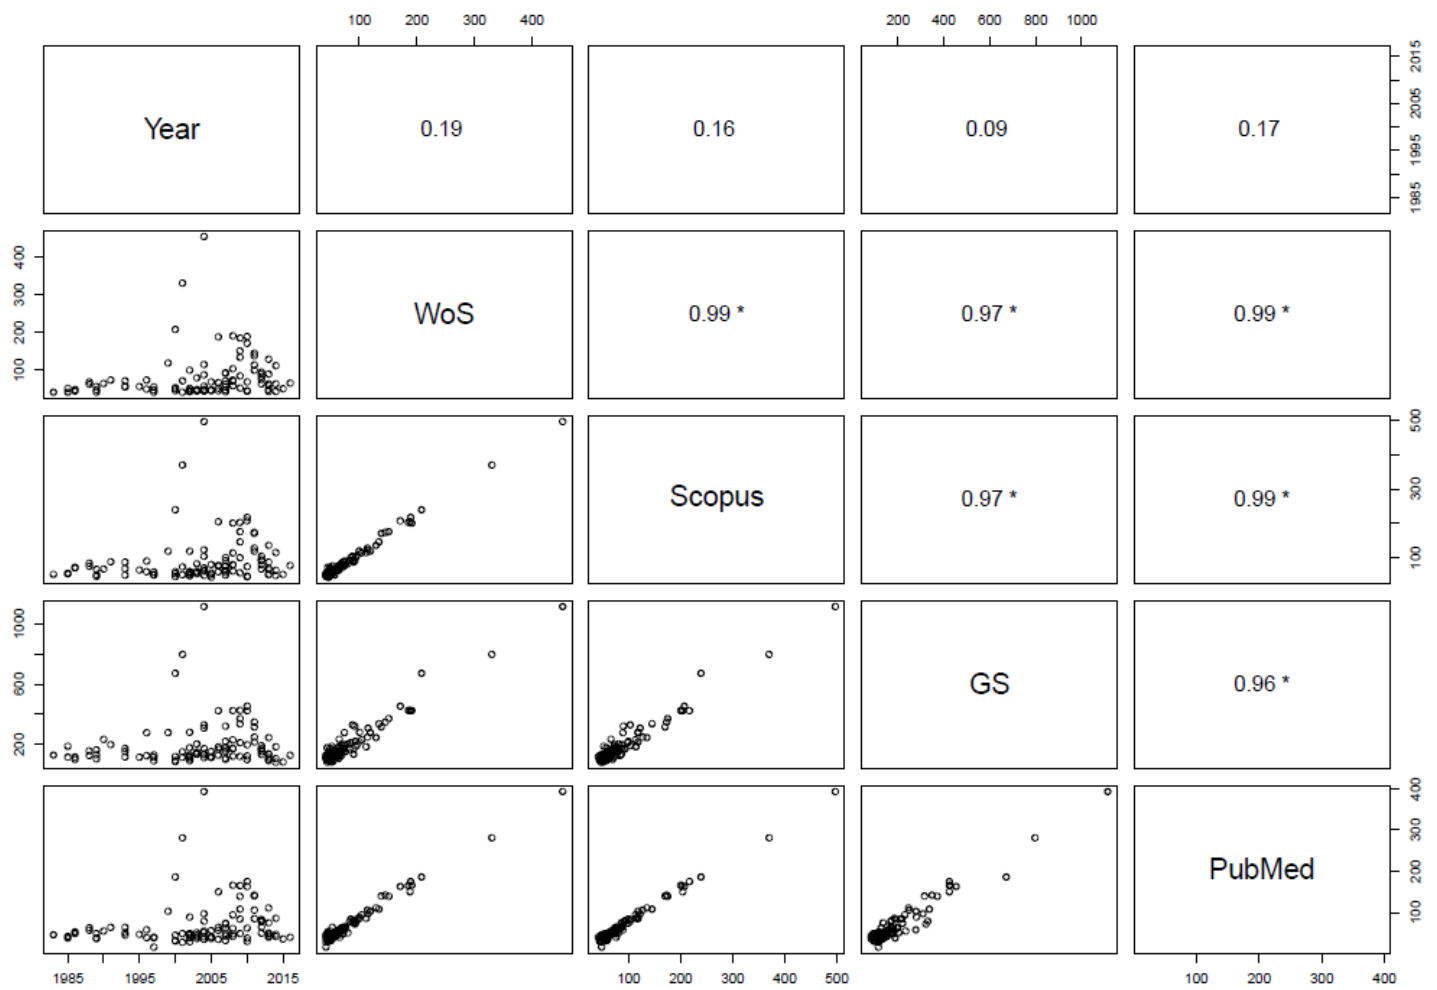 100 200 300 400 200 400 600 800 1000
Year 0.19 0.16 0.09 0.17
1985 1995 2005 2015
100 200 300 400
WoS 0.99 * 0.97 * 0.99 *
Scopus 0.97 * 0.99 *
100 300 500
200 600 1000
GS 0.96 *
PubMed
100 200 300 400
1985 1995 2005 2015 100 200 300 400 500 100 200 300 400